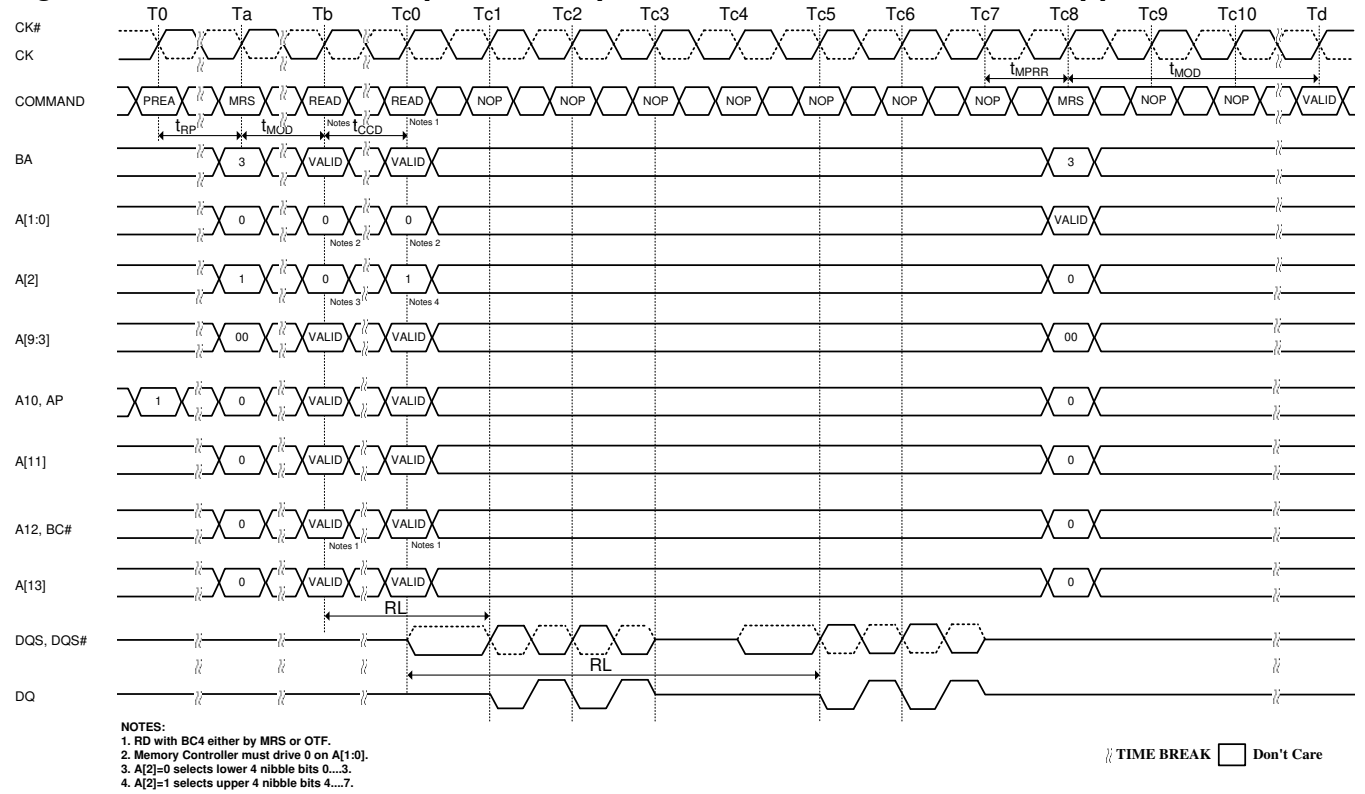 T0 Ta Tb Tc0 Tc1 Tc2 Tc3 Tc4 Tc5 Tc6 Tc7 Tc8 Tc9 Tc10 Td
CK#
CK
tMPRR tMOD
COMMAND PREA MRS READ READ NOP NOP NOP NOP NOP NOP NOP MRS NOP NOP VALID
Notes 1 Notes 1
tRP tMOD tCCD
BA 3 VALID VALID 3
A[1:0] 0 0 0 VALID
Notes 2 Notes 2
A[2] 1 0 1 0
Notes 3 Notes 4
A[9:3] 00 VALID VALID 00
A10, AP 1 0 VALID VALID 0
A[11] 0 VALID VALID 0
A12, BC# 0 VALID VALID 0
Notes 1 Notes 1
A[13] 0 VALID VALID 0
RL
DQS, DQS#
RL
DQ
NOTES:
1. RD with BC4 either by MRS or OTF.
2. Memory Controller must drive 0 on A[1:0].
3. A[2]=0 selects lower 4 nibble bits 0....3.
4. A[2]=1 selects upper 4 nibble bits 4....7.
TIME BREAK Don't Care